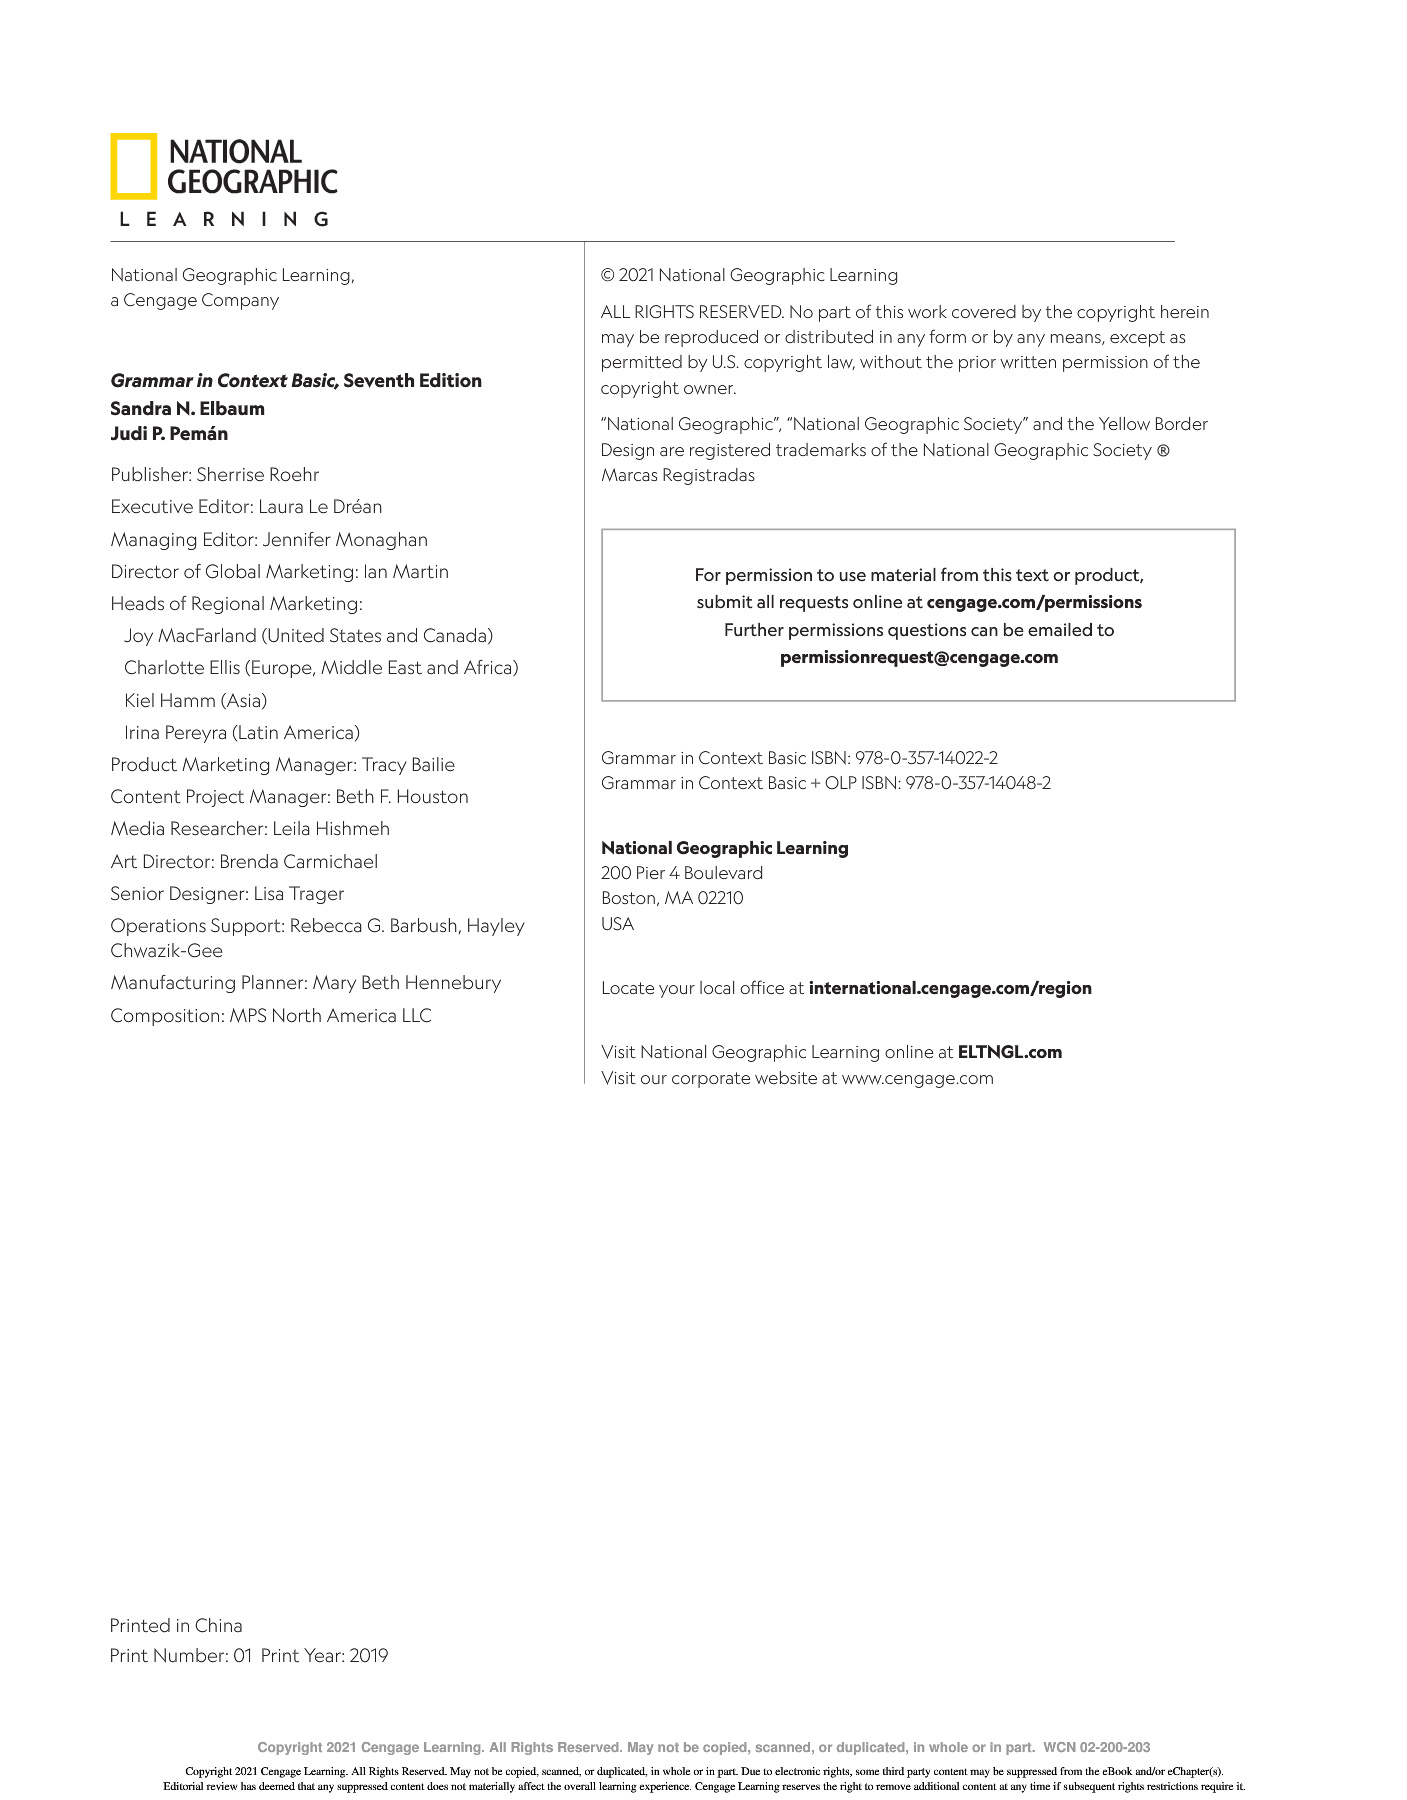 NATIONAL
GEOGRAPHIC
LEARNING
National Geographic Learning,
a Cengage Company
Grammar in Context Basic, Seventh Edition
Sandra N. Elbaum
Judi P. Pemán
Publisher: Sherrise Roehr
Executive Editor: Laura Le Dréan
Managing Editor: Jennifer Monaghan
Director of Global Marketing: Ian Martin
Heads of Regional Marketing:
Joy MacFarland (United States and Canada)
Charlotte Ellis (Europe, Middle East and Africa)
Kiel Hamm (Asia)
Irina Pereyra (Latin America)
Product Marketing Manager: Tracy Bailie
Content Project Manager: Beth F. Houston
Media Researcher: Leila Hishmeh
Art Director: Brenda Carmichael
Senior Designer: Lisa Trager
Operations Support: Rebecca G. Barbush, Hayley
Chwazik-Gee
Manufacturing Planner: Mary Beth Hennebury
Composition: MPS North America LLC
© 2021 National Geographic Learning
ALL RIGHTS RESERVED. No part of this work covered by the copyright herein
may be reproduced or distributed in any form or by any means, except as
permitted by U.S. copyright law, without the prior written permission of the
copyright owner.
“National Geographic”, “National Geographic Society” and the Yellow Border
Design are registered trademarks of the National Geographic Society ®
Marcas Registradas
For permission to use material from this text or product,
submit all requests online at cengage.com/permissions
Further permissions questions can be emailed to
permissionrequest@cengage.com
Grammar in Context Basic ISBN: 978-0-357-14022-2
Grammar in Context Basic + OLP ISBN: 978-0-357-14048-2
National Geographic Learning
200 Pier 4 Boulevard
Boston, MA 02210
USA
Locate your local office at international.cengage.com/region
Visit National Geographic Learning online at ELTNGL.com
Visit our corporate website at www.cengage.com
Printed in China
Print Number: 01 Print Year: 2019
Copyright 2021 Cengage Learning. All Rights Reserved. May not be copied, scanned, or duplicated, in whole or in part. WCN 02-200-203
Copyright 2021 Cengage Learning. All Rights Reserved. May not be copied, scanned, or duplicated, in whole or in part. Due to electronic rights, some third party content may be suppressed from the eBook and/or eChapter(s).
Editorial review has deemed that any suppressed content does not materially affect the overall learning experience. Cengage Learning reserves the right to remove additional content at any time if subsequent rights restrictions require it.